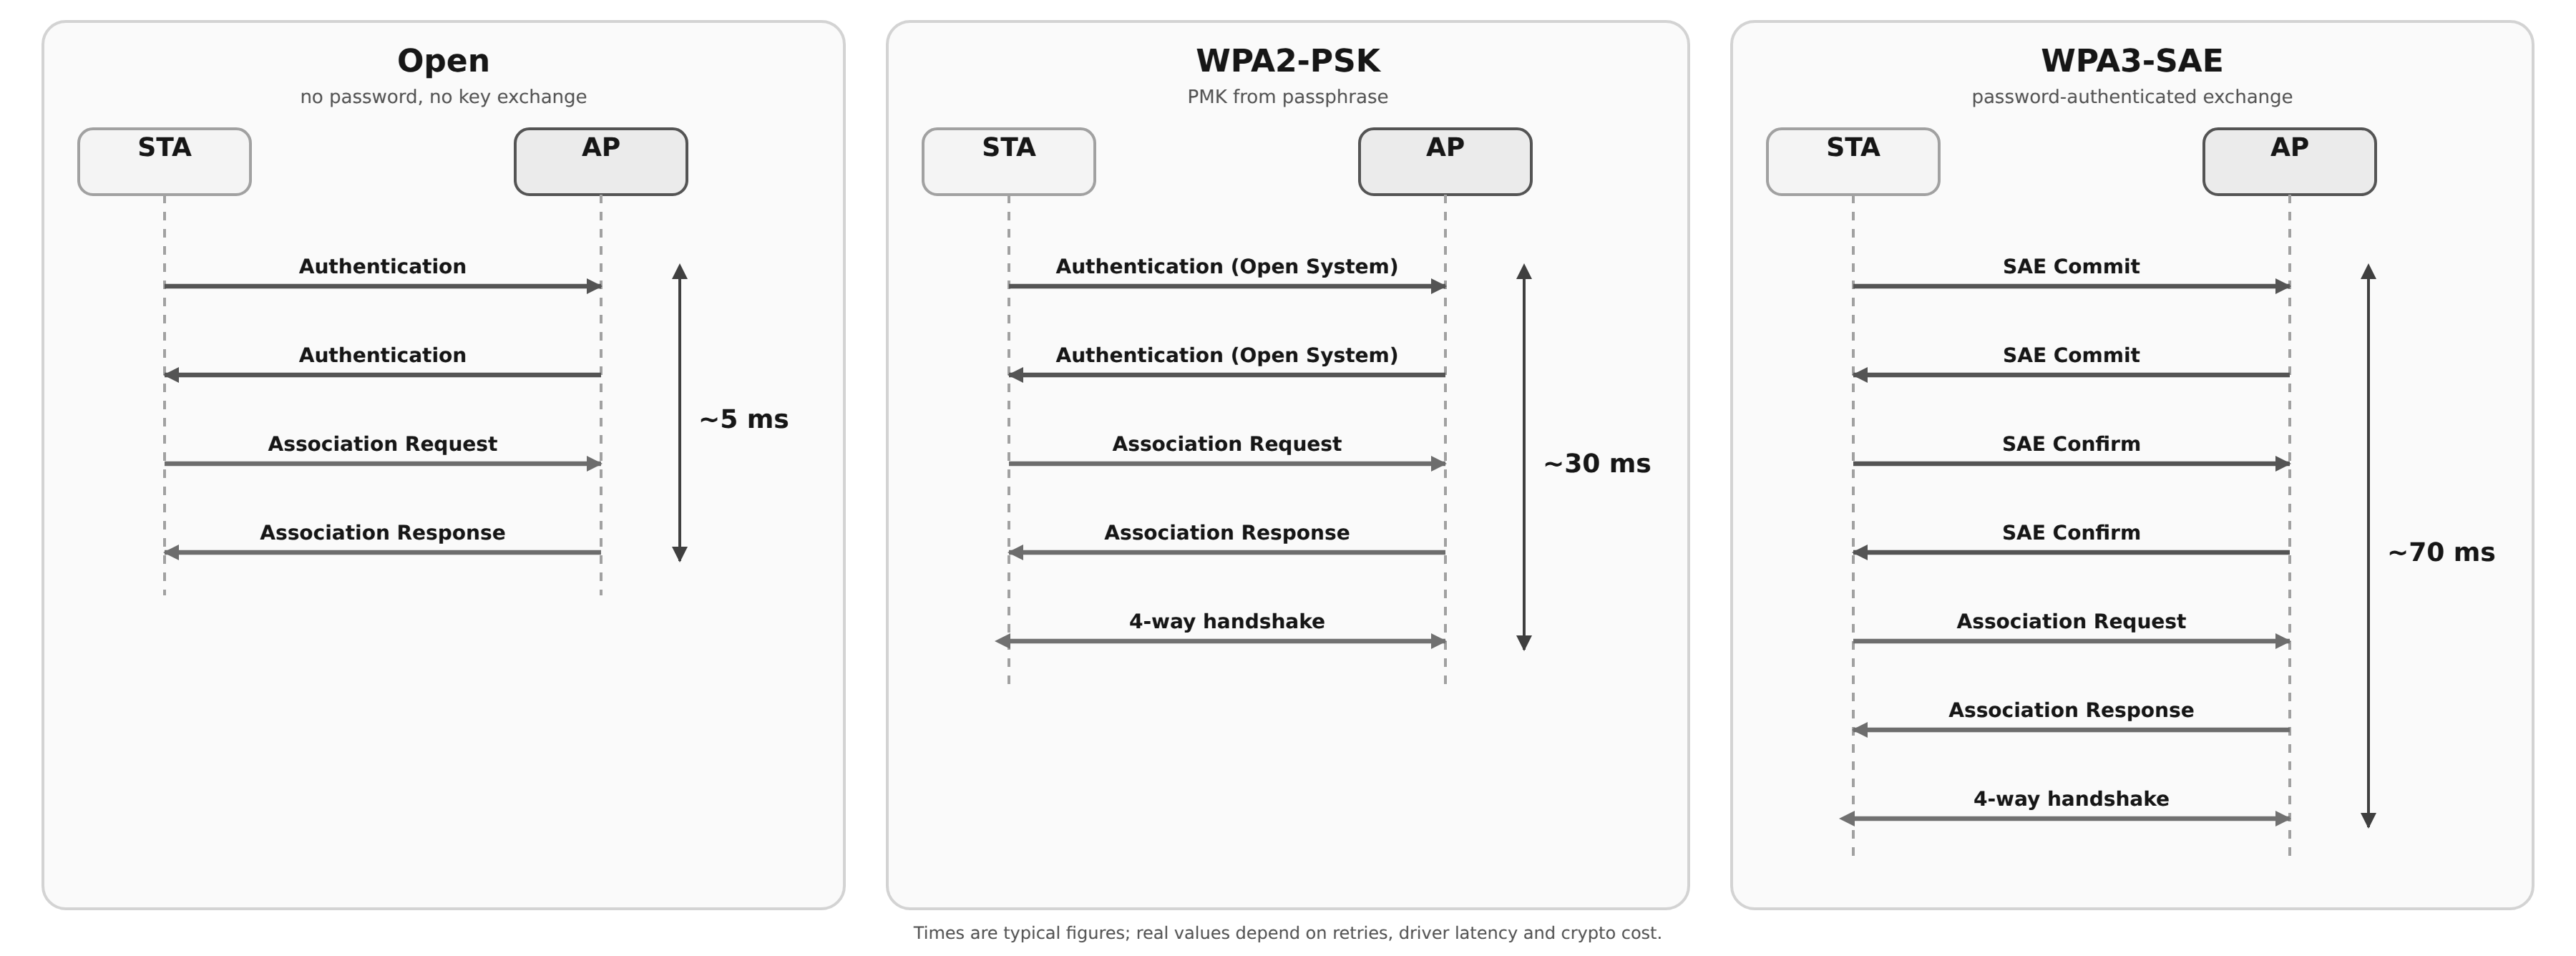 Open
no password, no key exchange
STA
AP
Authentication
Authentication
Association Request
Association Response
~5 ms
WPA2-PSK
PMK from passphrase
STA
AP
Authentication (Open System)
Authentication (Open System)
Association Request
Association Response
4-way handshake
~30 ms
WPA3-SAE
password-authenticated exchange
STA
AP
SAE Commit
SAE Commit
SAE Confirm
SAE Confirm
Association Request
Association Response
4-way handshake
~70 ms
Times are typical figures; real values depend on retries, driver latency and crypto cost.